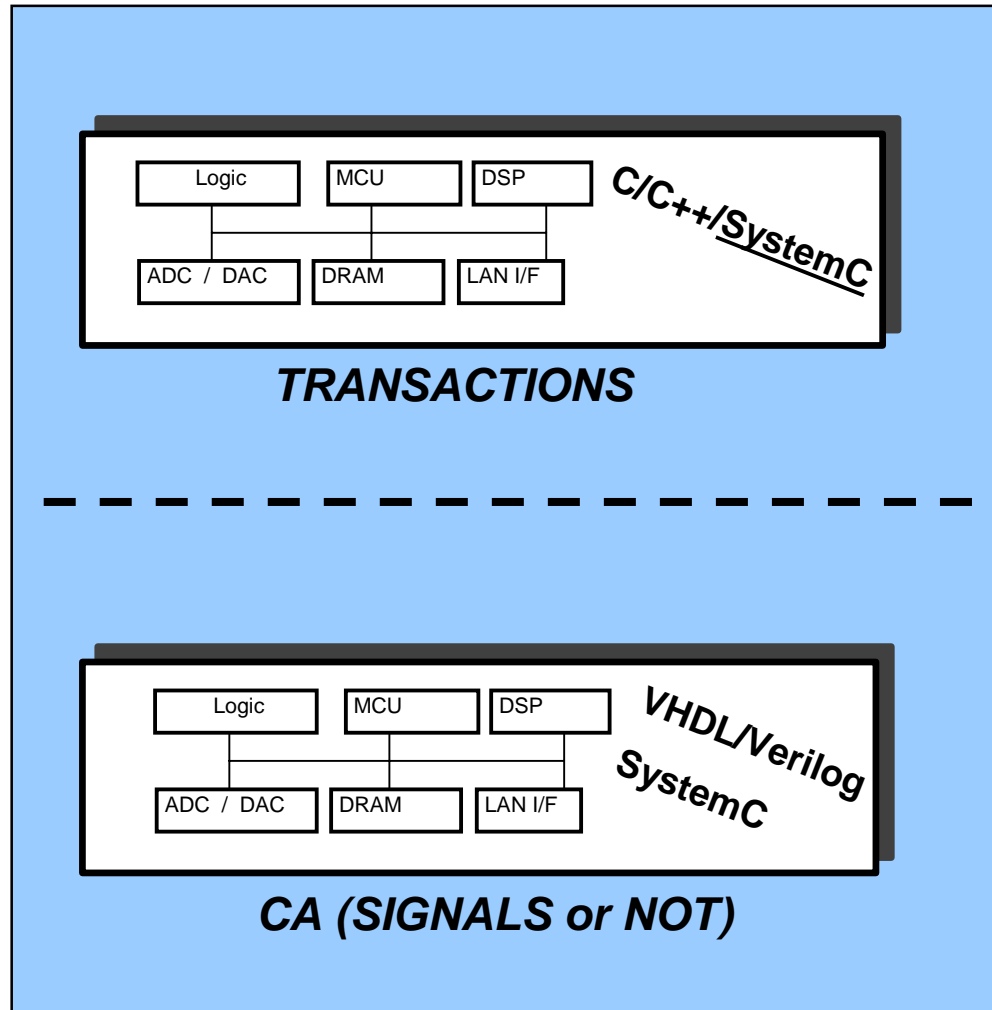 Logic MCU DSP
C/C++/SystemC
ADC / DAC DRAM LAN I/F
TRANSACTIONS
Logic MCU DSP
VHDL/Verilog
SystemC
ADC / DAC DRAM LAN I/F
CA (SIGNALS or NOT)